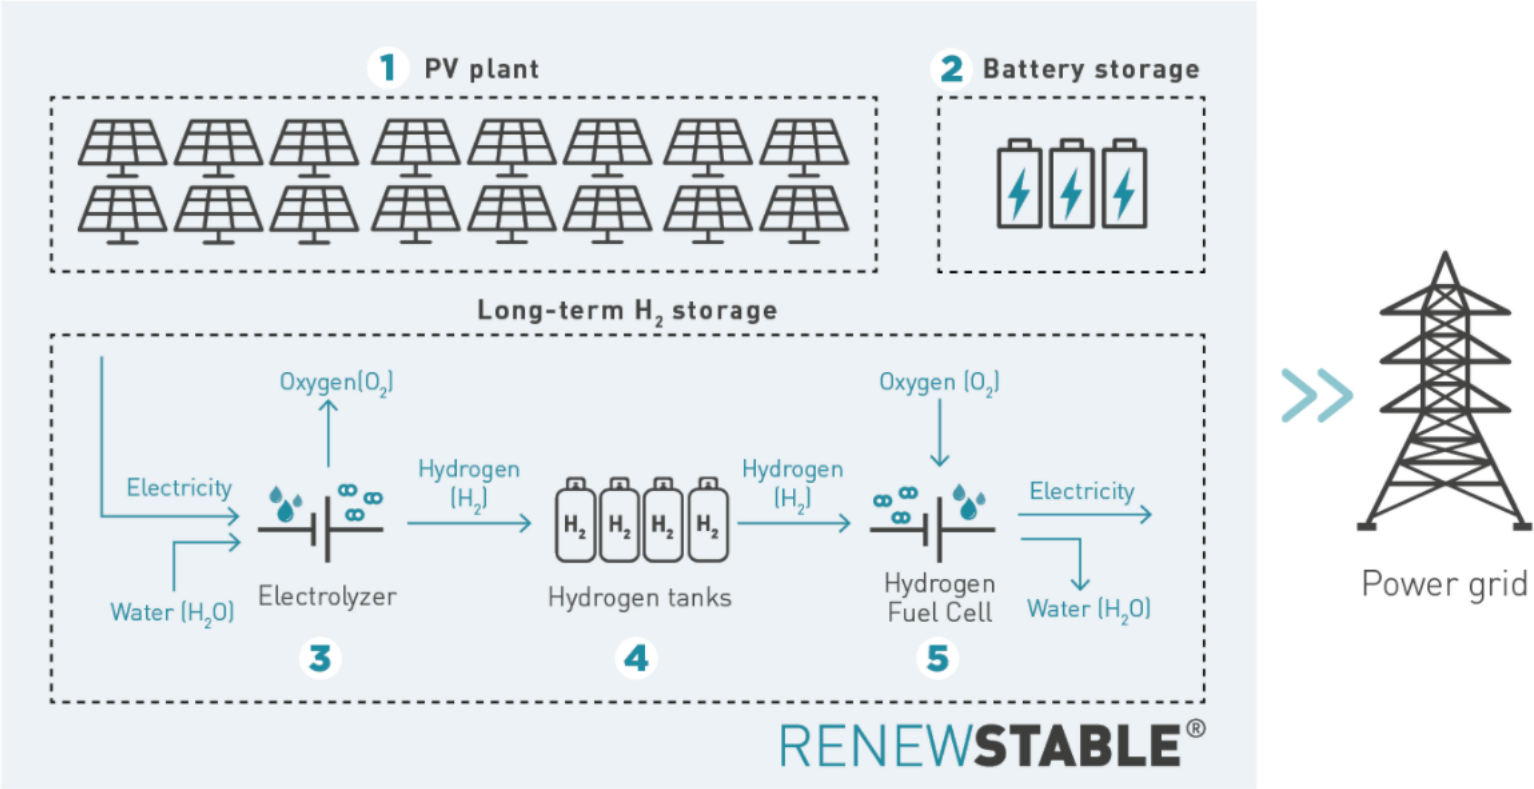 1 PV plant
2 Battery storage
Long-term H₂ storage
Oxygen(O₂)
Oxygen (O₂)
Hydrogen
(H₂)
Hydrogen
(H₂)
Electricity
Electricity
H₂ H₂ H₂ H₂
Water (H₂O)
Electrolyzer
Hydrogen tanks
Hydrogen
Fuel Cell
Water (H₂O)
3
4
5
Power grid
RENEWSTABLE®